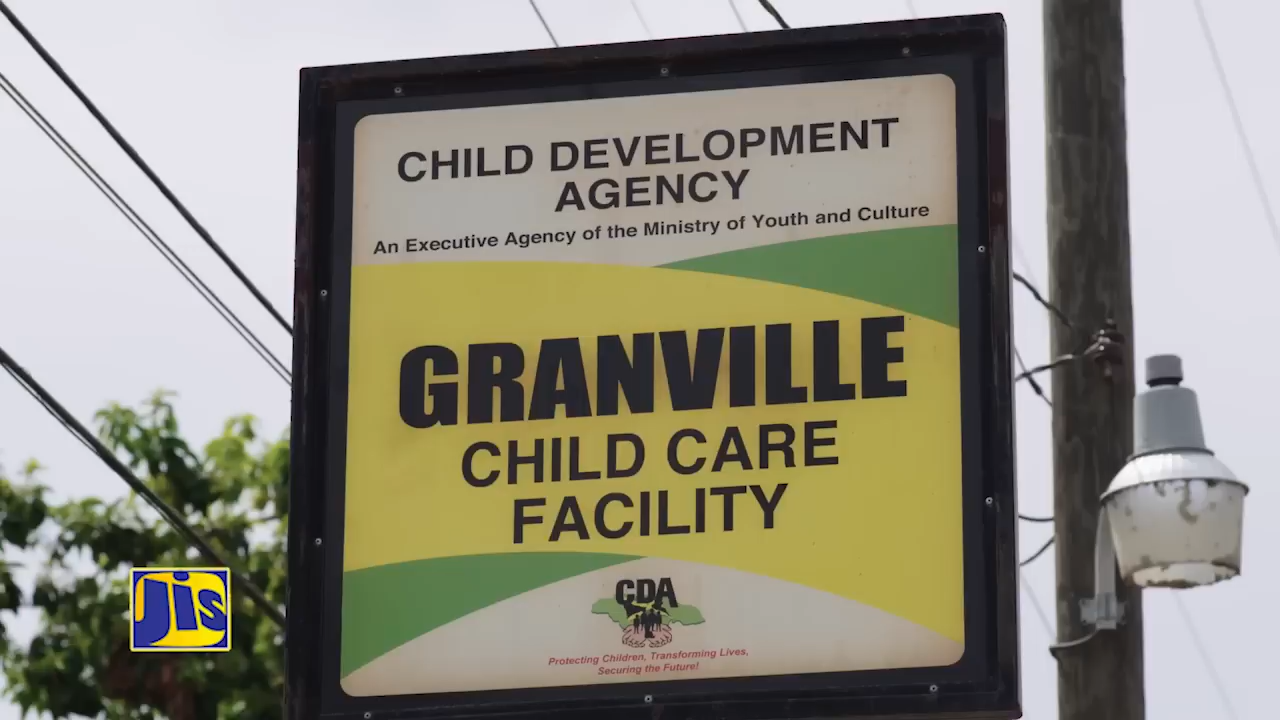 CHILD DEVELOPMENT
AGENCY
An Executive Agency of the Ministry of Youth and Culture
GRANVILLE
CHILD CARE
FACILITY
CDA
Protecting Children, Transforming Lives,
Securing the Future!
Jis